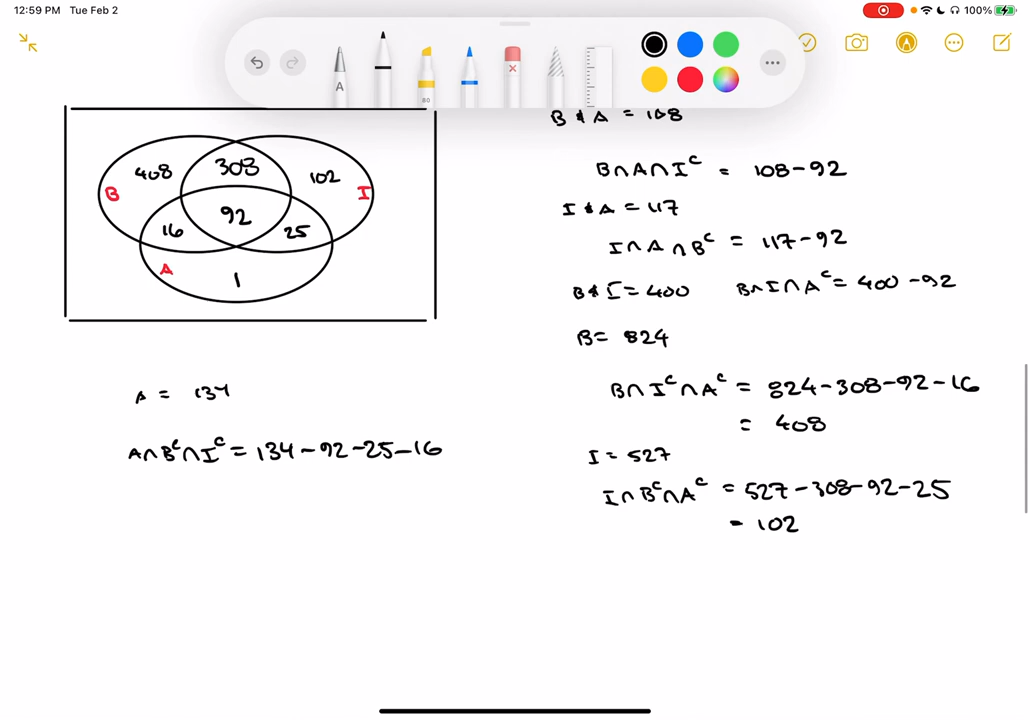 12:59 PM Tue Feb 2
100%
A
80
B & A = 108
B∩A∩I^c = 108-92
I & A = 117
I∩A∩B^c = 117-92
B & I = 400 B∩I∩A^c = 400-92
B = 824
B∩I^c∩A^c = 824-308-92-16
= 408
I = 527
I∩B^c∩A^c = 527-308-92-25
= 102
408
308
102
B
I
92
16
25
A
1
A = 134
A∩B^c∩I^c = 134-92-25-16